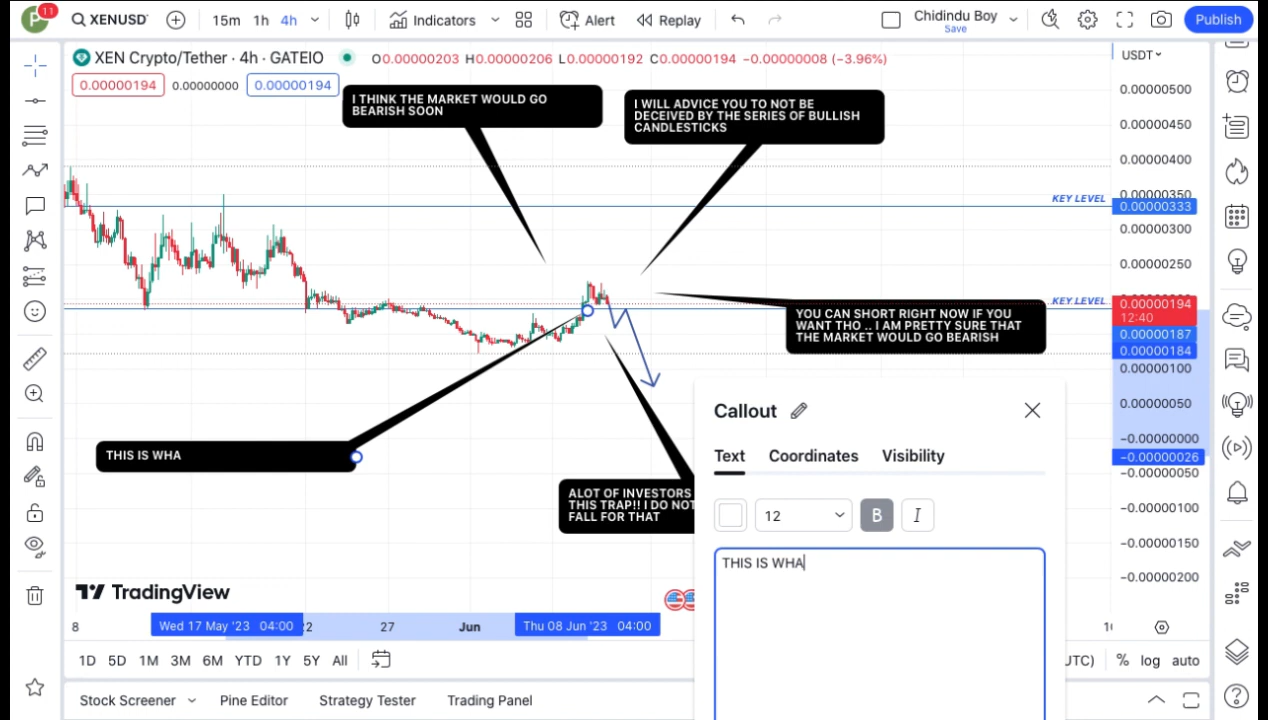 P 11 XENUSDT 15m 1h 4h Indicators Alert Replay Chidindu Boy Save Publish
XEN Crypto/Tether · 4h · GATEIO O0.00000203 H0.00000206 L0.00000192 C0.00000194 −0.00000008 (−3.96%)
USDT
0.00000194 0.00000000 0.00000194
I THINK THE MARKET WOULD GO
BEARISH SOON
I WILL ADVICE YOU TO NOT BE
DECEIVED BY THE SERIES OF BULLISH
CANDLESTICKS
0.00000500
0.00000450
0.00000400
0.00000350
KEY LEVEL 0.00000333
0.00000300
0.00000250
KEY LEVEL 0.00000194
12:40
0.00000187
0.00000184
0.00000100
0.00000050
−0.00000000
−0.00000026
−0.00000050
−0.00000100
−0.00000150
−0.00000200
YOU CAN SHORT RIGHT NOW IF YOU
WANT THO .. I AM PRETTY SURE THAT
THE MARKET WOULD GO BEARISH
THIS IS WHA
ALOT OF INVESTORS
THIS TRAP!! I DO NOT
FALL FOR THAT
Callout
Text Coordinates Visibility
12 B I
THIS IS WHA
TradingView
8 Wed 17 May '23 04:00 27 Jun Thu 08 Jun '23 04:00
1D 5D 1M 3M 6M YTD 1Y 5Y All UTC) % log auto
Stock Screener Pine Editor Strategy Tester Trading Panel